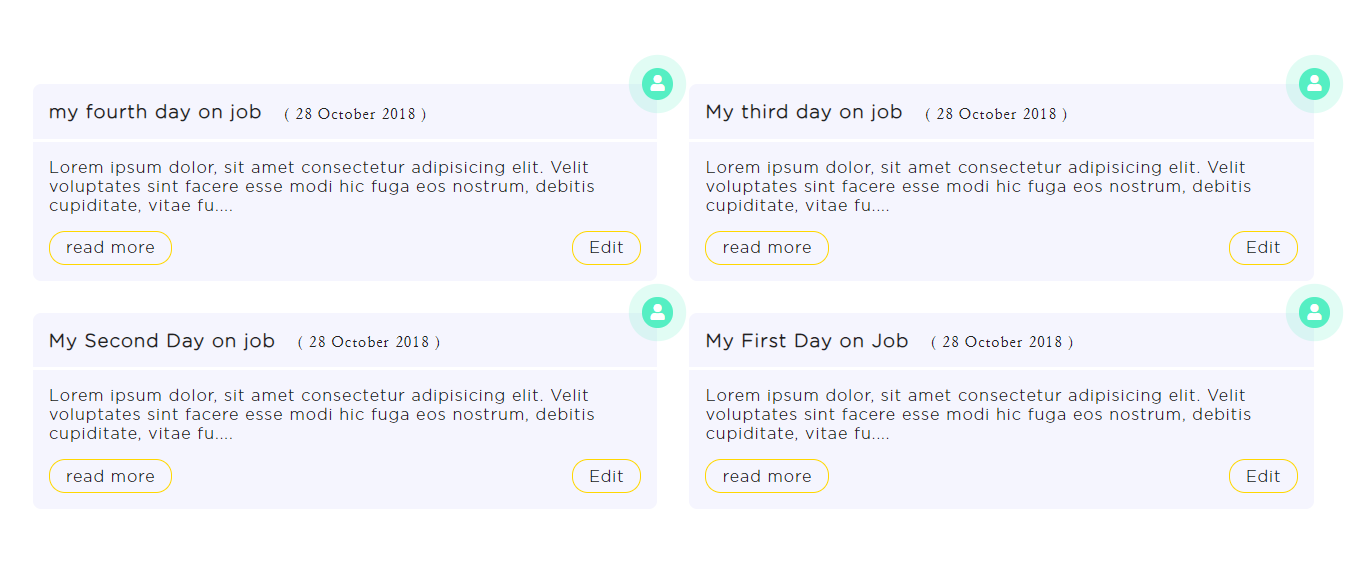 my fourth day on job ( 28 October 2018 )
Lorem ipsum dolor, sit amet consectetur adipisicing elit. Velit
voluptates sint facere esse modi hic fuga eos nostrum, debitis
cupiditate, vitae fu....
read more
Edit
My third day on job ( 28 October 2018 )
Lorem ipsum dolor, sit amet consectetur adipisicing elit. Velit
voluptates sint facere esse modi hic fuga eos nostrum, debitis
cupiditate, vitae fu....
read more
Edit
My Second Day on job ( 28 October 2018 )
Lorem ipsum dolor, sit amet consectetur adipisicing elit. Velit
voluptates sint facere esse modi hic fuga eos nostrum, debitis
cupiditate, vitae fu....
read more
Edit
My First Day on Job ( 28 October 2018 )
Lorem ipsum dolor, sit amet consectetur adipisicing elit. Velit
voluptates sint facere esse modi hic fuga eos nostrum, debitis
cupiditate, vitae fu....
read more
Edit